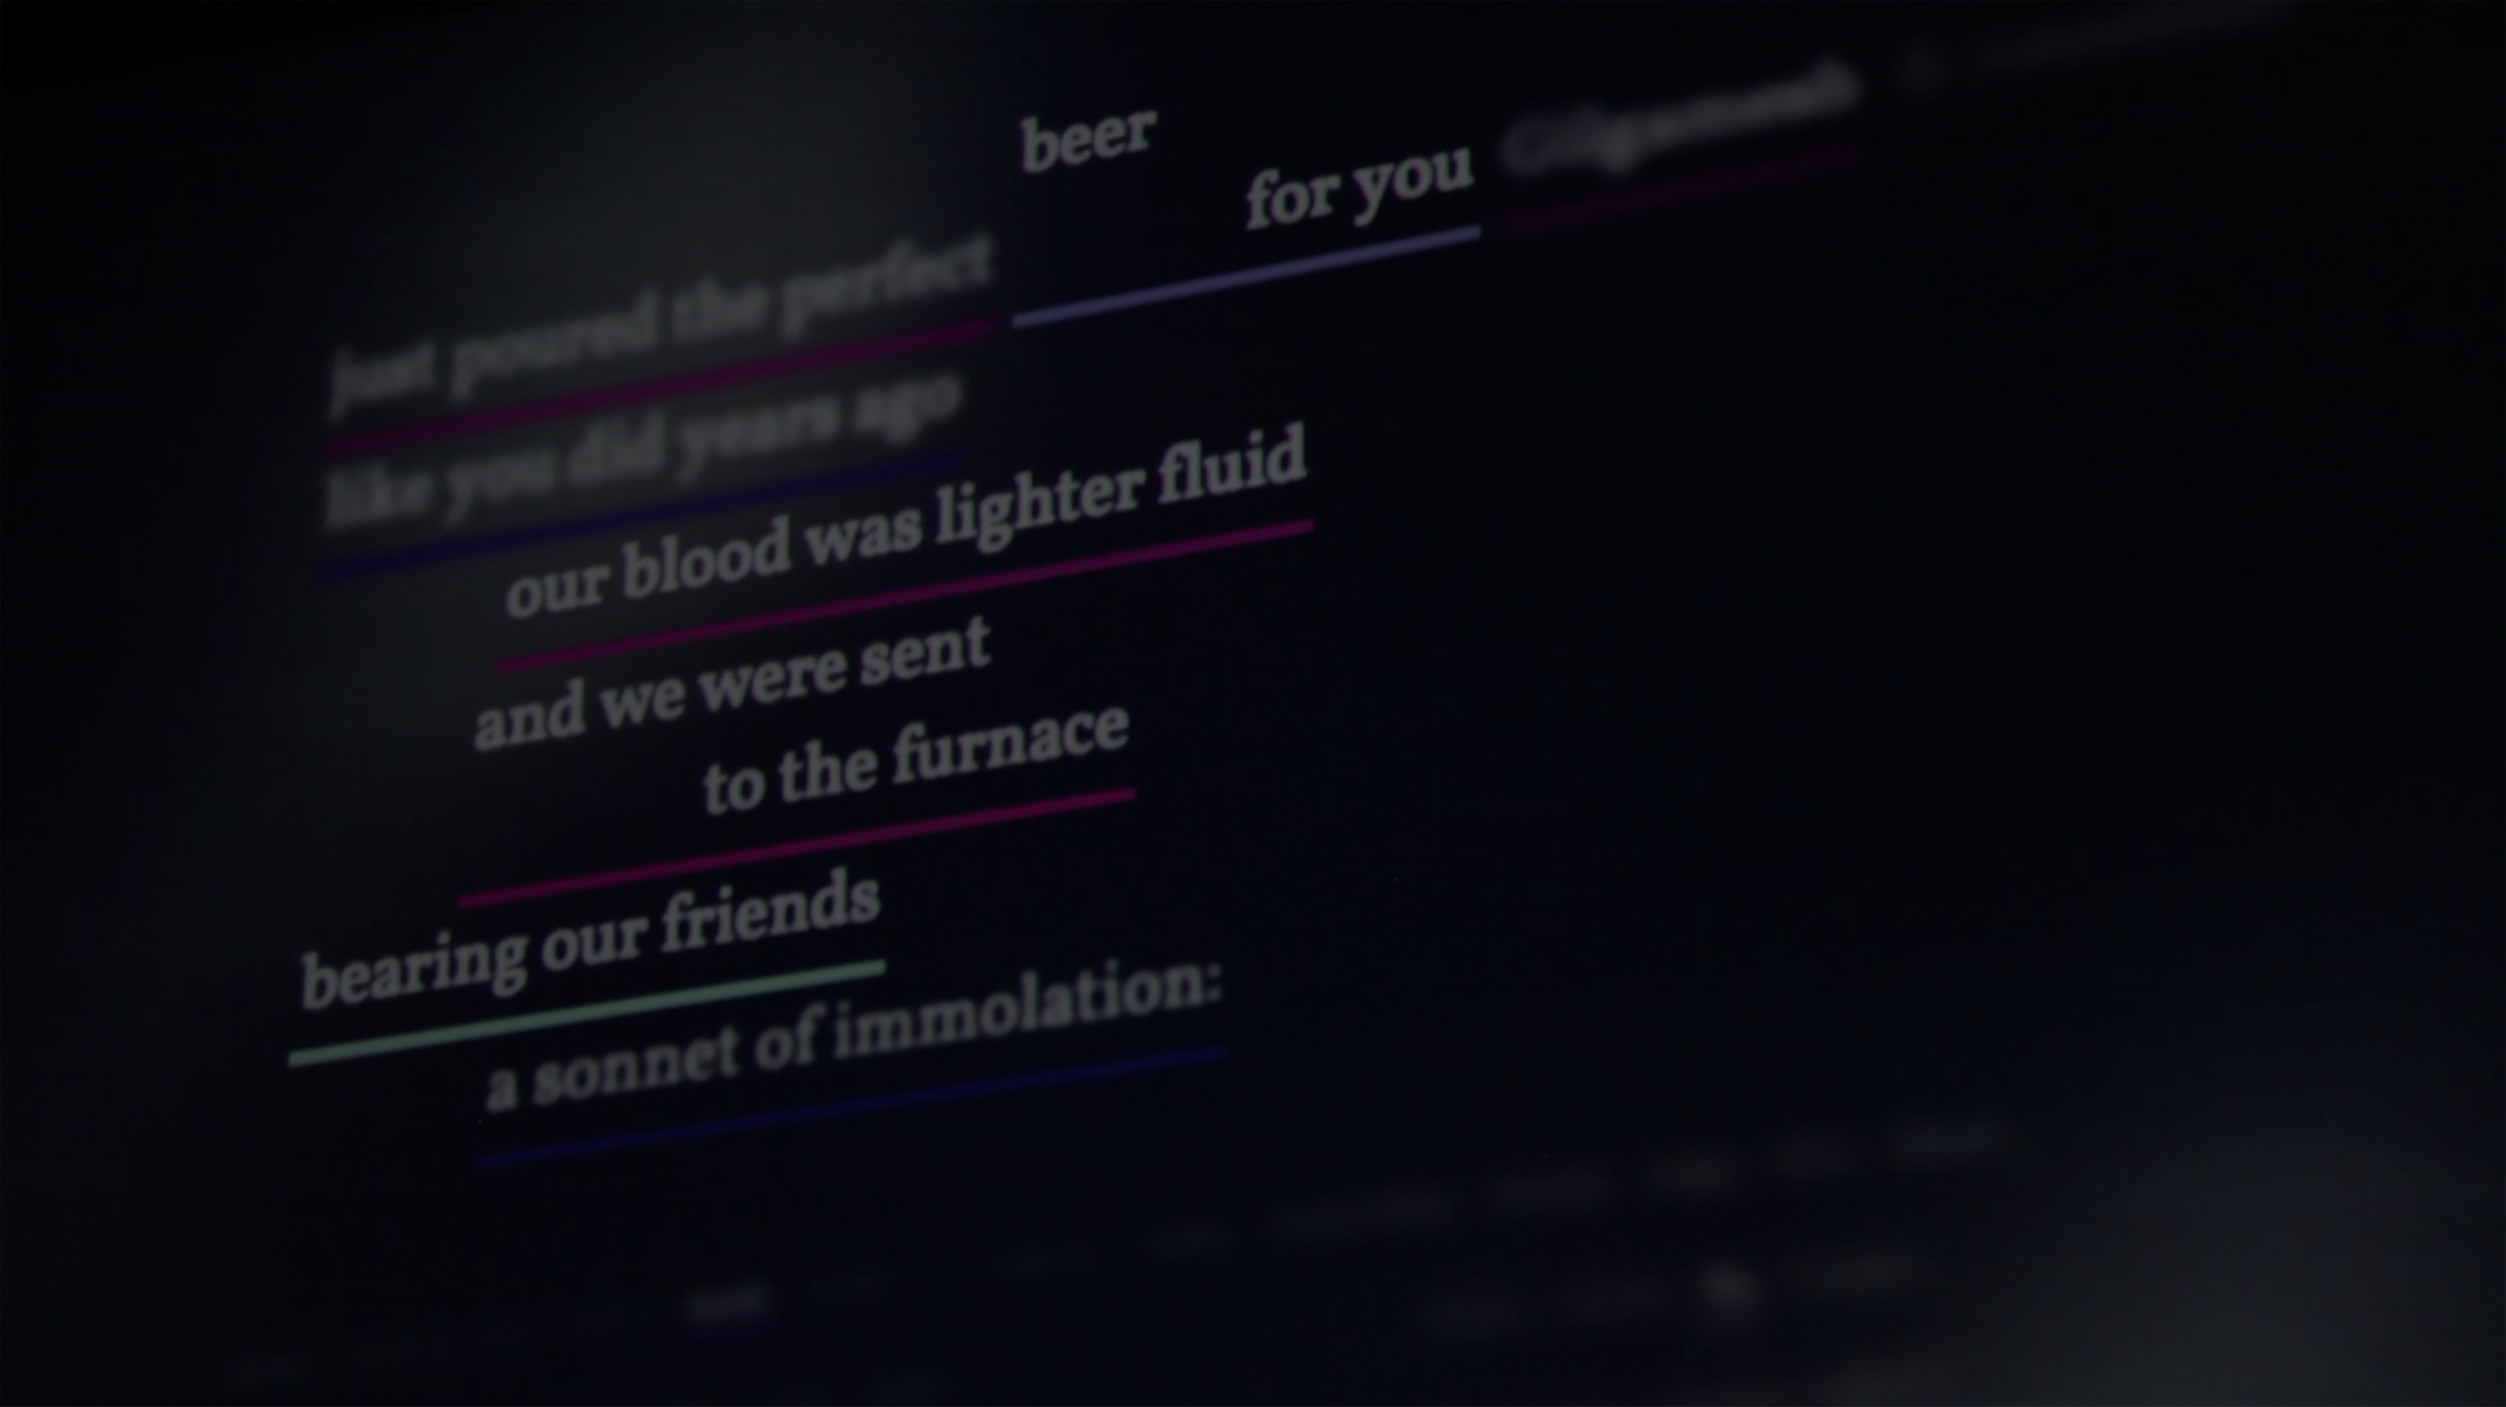 beer
just poured the perfect for you Gilgamesh
like you did years ago
our blood was lighter fluid
and we were sent
to the furnace
bearing our friends
a sonnet of immolation: